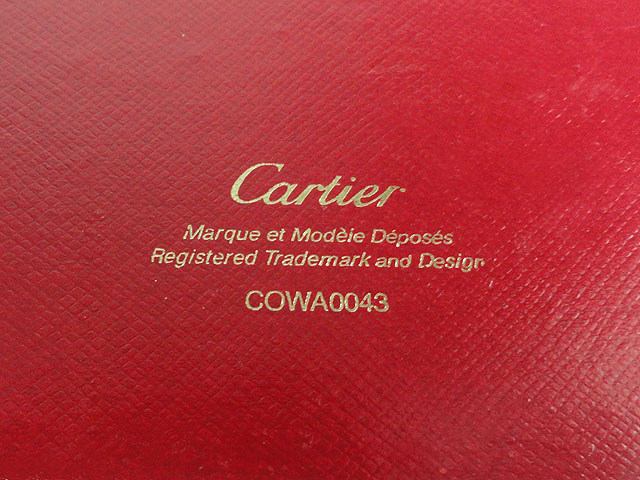 Cartier
Marque et Modèle Déposés
Registered Trademark and Design
COWA0043